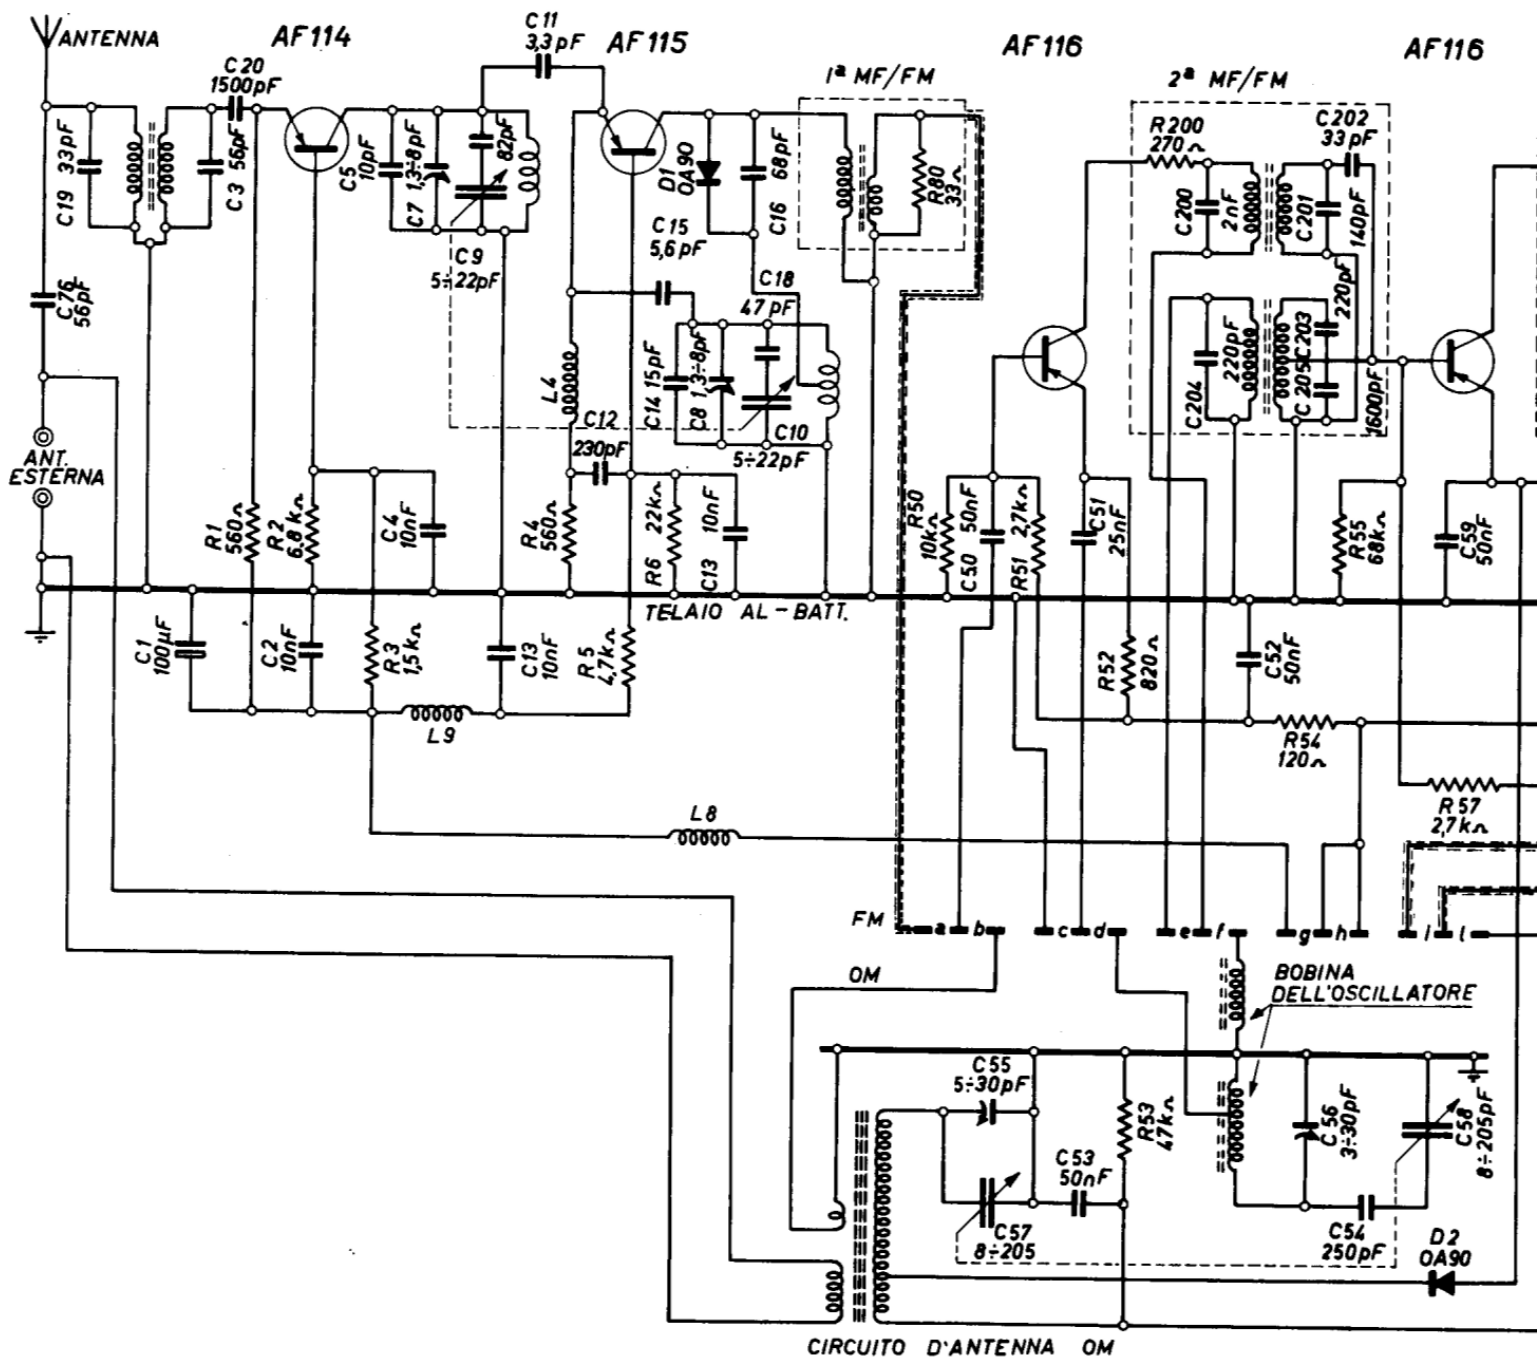 ANTENNA
AF114
C11
3,3pF
AF115
AF116
AF116
C20
1500pF
1ª MF/FM
2ª MF/FM
R200
270Ω
C202
33pF
C19
33pF
C3
56pF
C5
10pF
C7
1,3÷8pF
82pF
D1
OA90
68pF
C16
R80
33Ω
C200
2nF
C201
140pF
C9
5÷22pF
C15
5,6pF
C18
47pF
C76
56pF
L4
C14
15pF
C8
1,3÷8pF
C10
5÷22pF
C12
230pF
C204
220pF
C203
220pF
C205
1600pF
ANT.
ESTERNA
R1
560Ω
R2
6,8kΩ
C4
10nF
R4
560Ω
R6
22kΩ
C13
10nF
R50
10kΩ
C50
50nF
R51
2,7kΩ
C51
25nF
R55
68kΩ
C59
50nF
TELAIO AL-BATT.
C1
100µF
C2
10nF
R3
1,5kΩ
C13
10nF
R5
4,7kΩ
R52
820Ω
C52
50nF
L9
R54
120Ω
L8
R57
2,7kΩ
FM
a
b
c
d
e
f
g
h
i
l
OM
BOBINA
DELL'OSCILLATORE
C55
5÷30pF
R53
47kΩ
C56
3÷30pF
C58
8÷205pF
C53
50nF
C57
8÷205
C54
250pF
D2
OA90
CIRCUITO D'ANTENNA OM